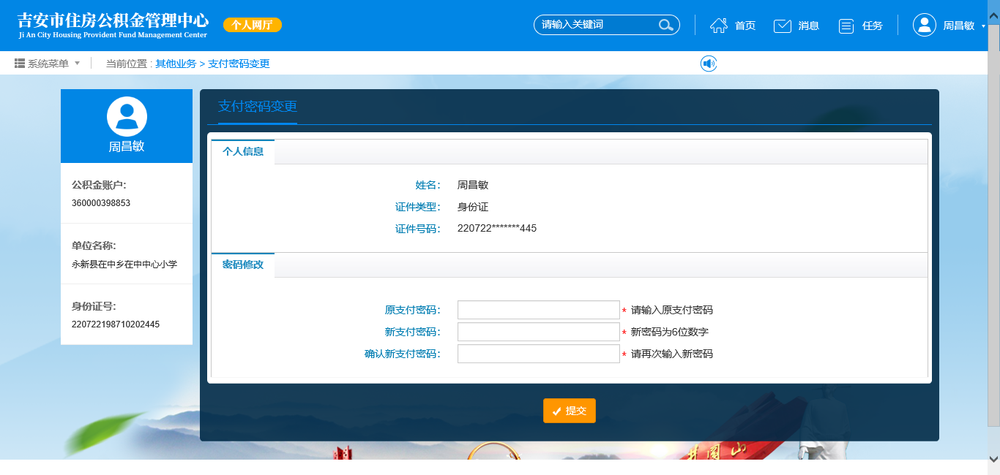 吉安市住房公积金管理中心
Ji An City Housing Provident Fund Management Center
个人网厅
请输入关键词
首页
消息
任务
周昌敏
系统菜单
当前位置 : 其他业务 > 支付密码变更
周昌敏
公积金账户:
360000398853
单位名称:
永新县在中乡在中中心小学
身份证号:
220722198710202445
支付密码变更
个人信息
姓名: 周昌敏
证件类型: 身份证
证件号码: 220722*******445
密码修改
原支付密码: * 请输入原支付密码
新支付密码: * 新密码为6位数字
确认新支付密码: * 请再次输入新密码
提交
井冈山